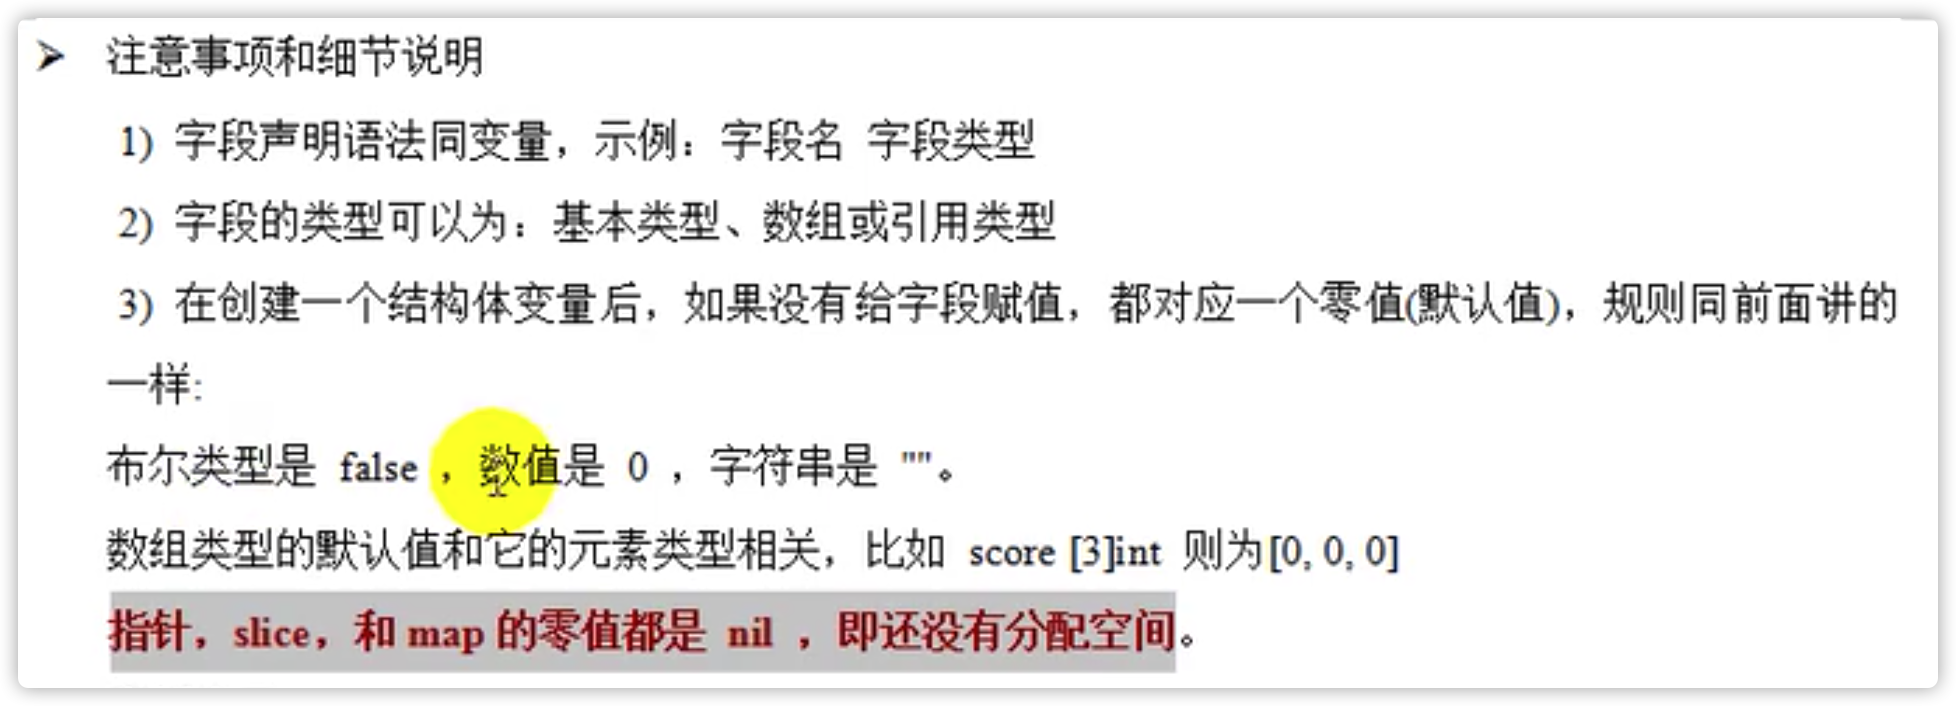 ➢ 注意事项和细节说明
1) 字段声明语法同变量，示例：字段名 字段类型
2) 字段的类型可以为：基本类型、数组或引用类型
3) 在创建一个结构体变量后，如果没有给字段赋值，都对应一个零值(默认值)，规则同前面讲的
一样:
布尔类型是 false ，数值是 0 ，字符串是 ""。
数组类型的默认值和它的元素类型相关，比如 score [3]int 则为[0, 0, 0]
指针，slice，和 map 的零值都是 nil ，即还没有分配空间。